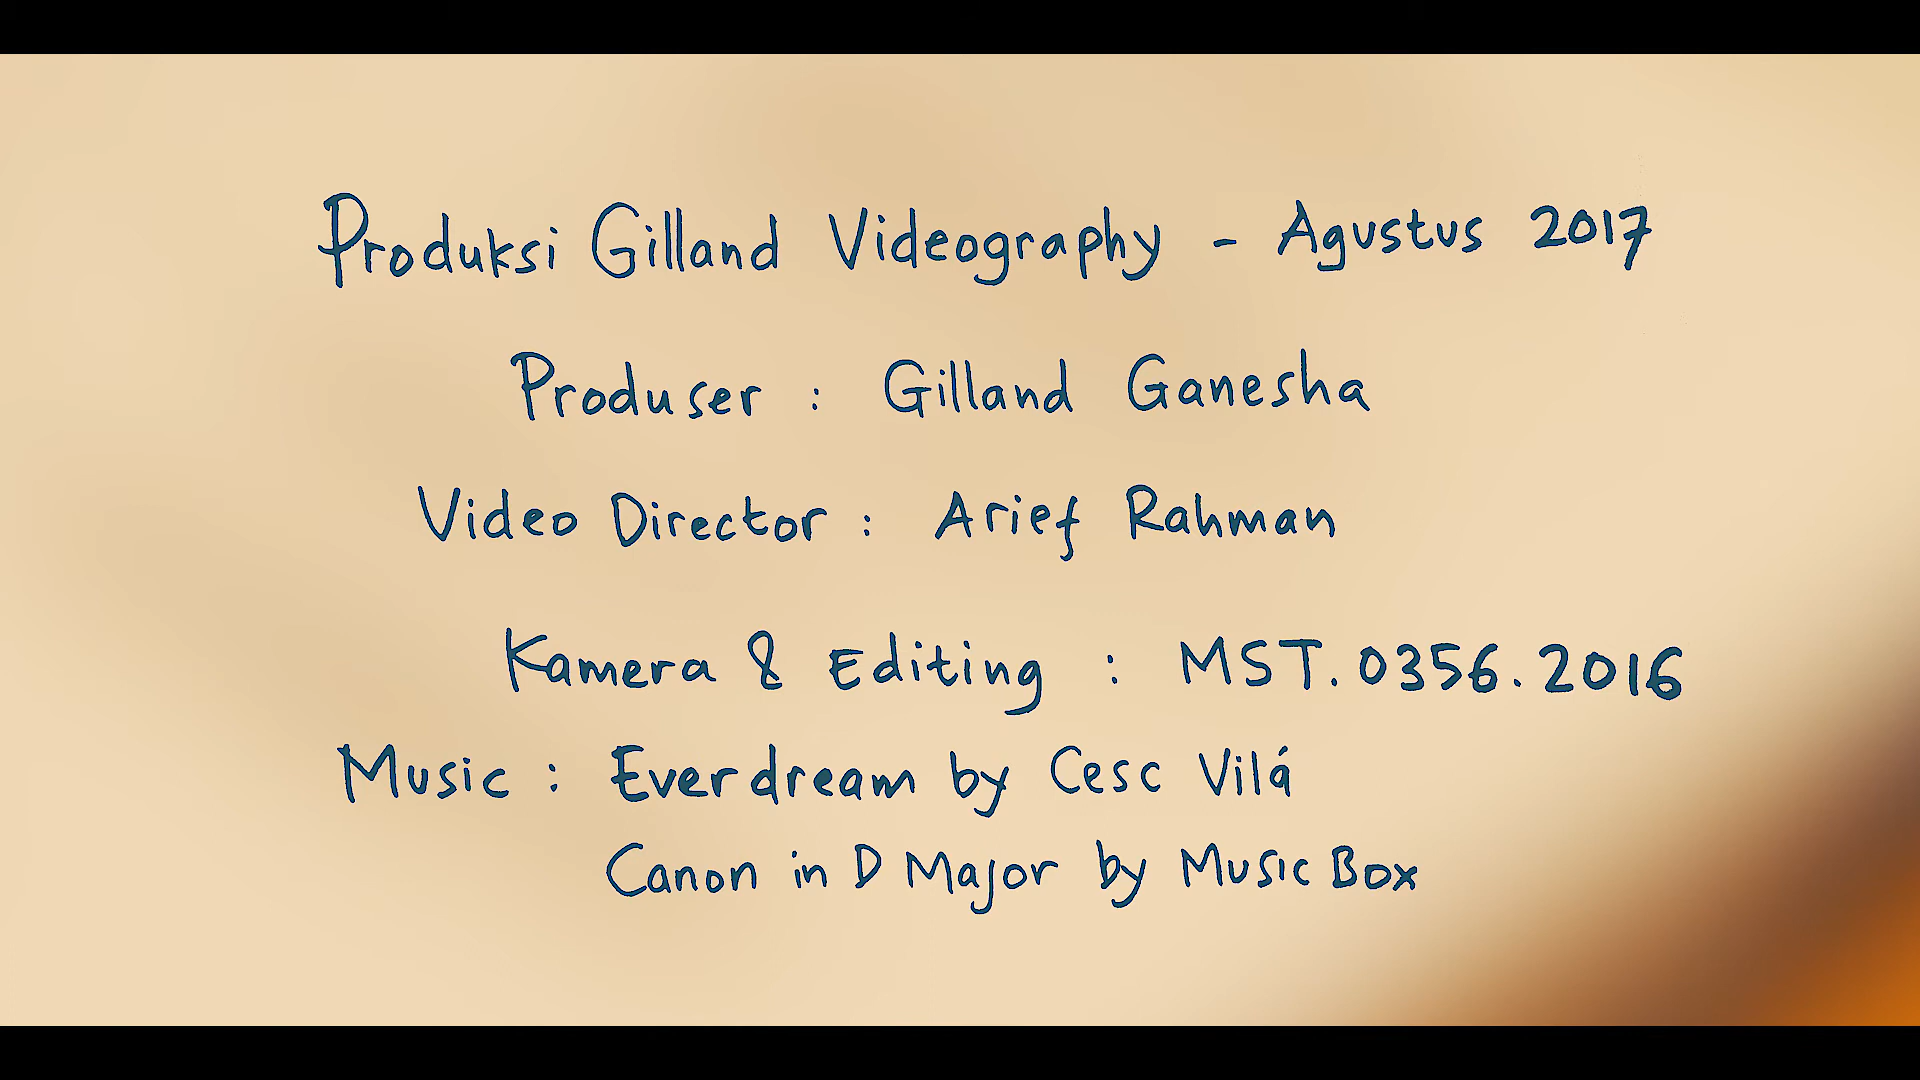 Produksi Gilland Videography - Agustus 2017
Produser : Gilland Ganesha
Video Director : Arief Rahman
Kamera & Editing : MST.0356.2016
Music : Everdream by Cesc Vilá
Canon in D Major by Music Box